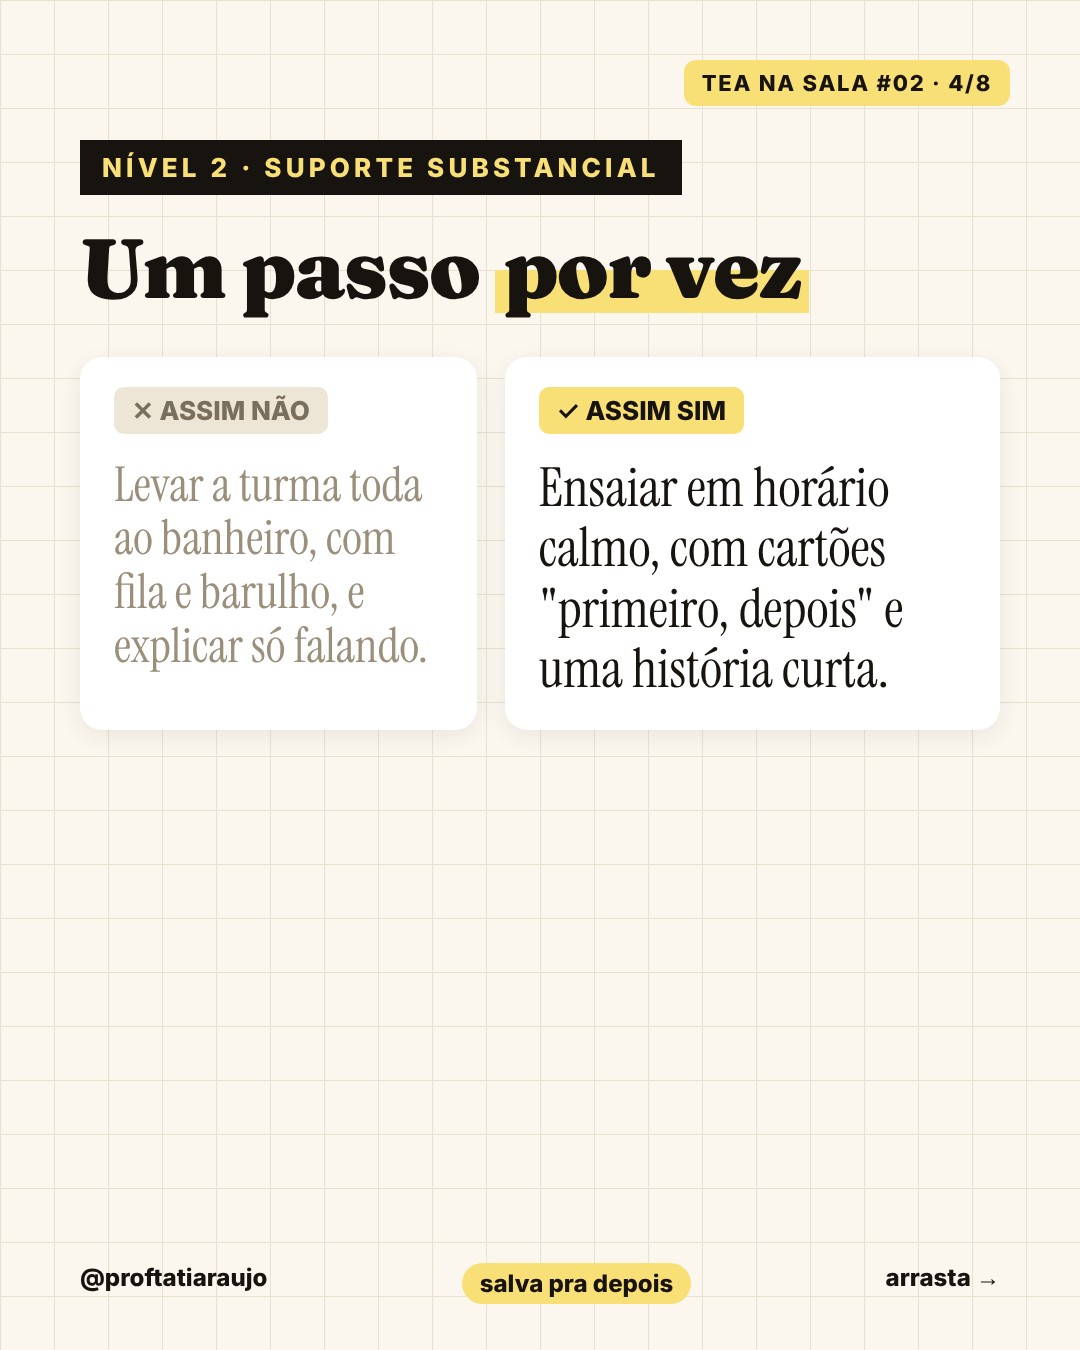 TEA NA SALA #02 · 4/8
NÍVEL 2 · SUPORTE SUBSTANCIAL
Um passo por vez
✕ ASSIM NÃO
Levar a turma toda
ao banheiro, com
fila e barulho, e
explicar só falando.
✓ ASSIM SIM
Ensaiar em horário
calmo, com cartões
"primeiro, depois" e
uma história curta.
@proftatiaraujo
salva pra depois
arrasta →